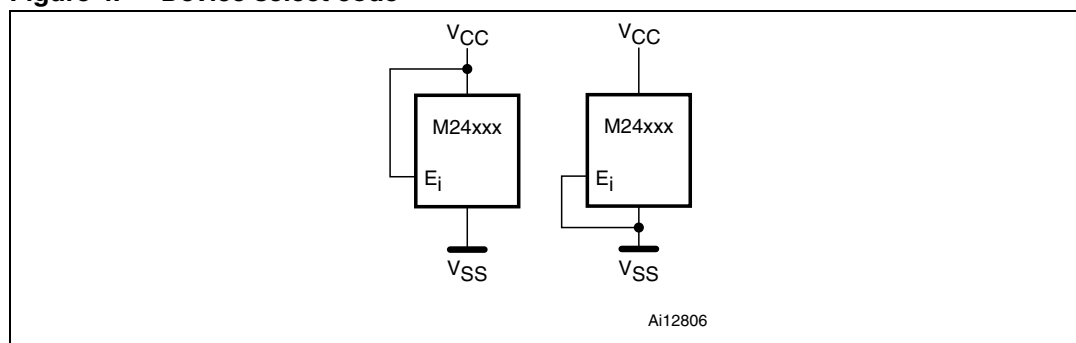 Figure 4. Device select code
VCC VCC
M24xxx M24xxx
Ei Ei
VSS VSS
Ai12806